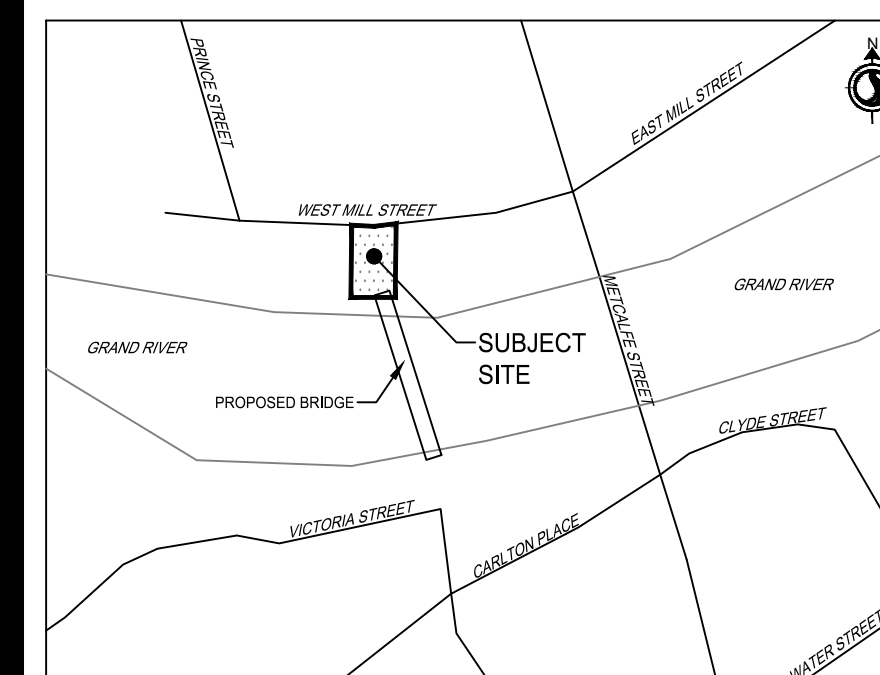 N
PRINCE STREET
EAST MILL STREET
WEST MILL STREET
METCALFE STREET
GRAND RIVER
GRAND RIVER
SUBJECT
SITE
PROPOSED BRIDGE
CLYDE STREET
VICTORIA STREET
CARLTON PLACE
WATER STREET